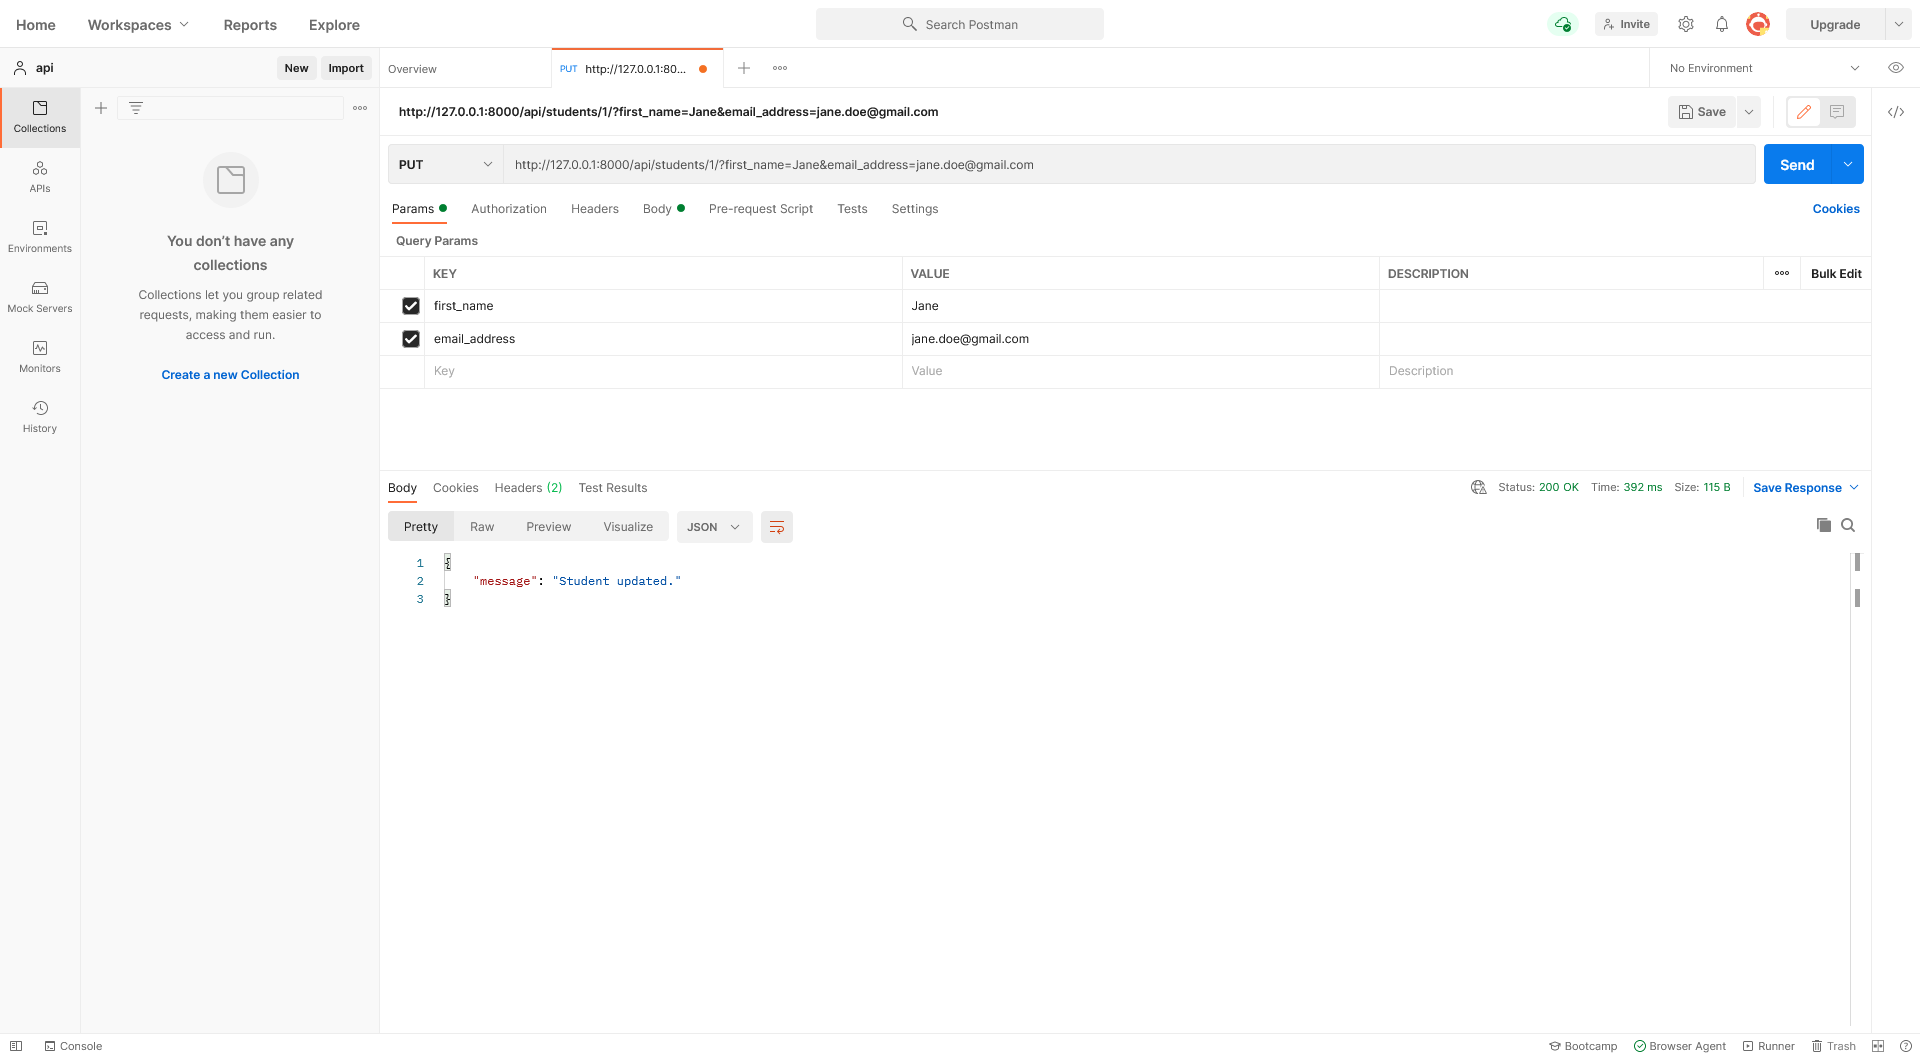 Home
Workspaces
Reports
Explore
Search Postman
Invite
Upgrade
api
New
Import
Overview
PUT http://127.0.0.1:80...
No Environment
Collections
APIs
Environments
Mock Servers
Monitors
History
You don’t have any
collections
Collections let you group related
requests, making them easier to
access and run.
Create a new Collection
http://127.0.0.1:8000/api/students/1/?first_name=Jane&email_address=jane.doe@gmail.com
Save
PUT
http://127.0.0.1:8000/api/students/1/?first_name=Jane&email_address=jane.doe@gmail.com
Send
Params
Authorization
Headers
Body
Pre-request Script
Tests
Settings
Cookies
Query Params
KEY
VALUE
DESCRIPTION
Bulk Edit
first_name
Jane
email_address
jane.doe@gmail.com
Key
Value
Description
Body
Cookies
Headers (2)
Test Results
Status: 200 OK
Time: 392 ms
Size: 115 B
Save Response
Pretty
Raw
Preview
Visualize
JSON
1 {
2 "message": "Student updated."
3 }
Console
Bootcamp
Browser Agent
Runner
Trash